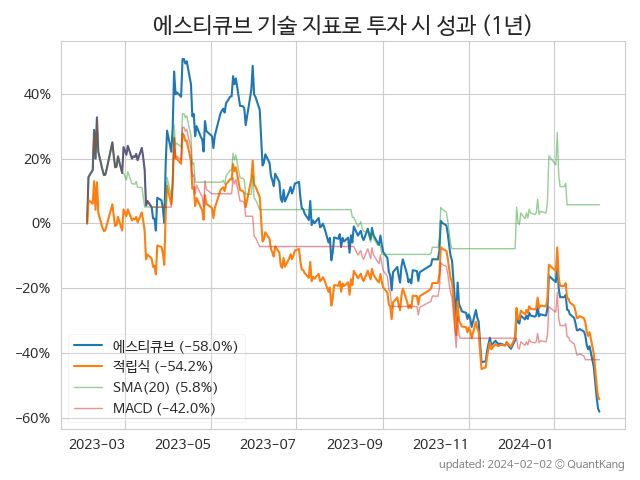 에스티큐브 기술 지표로 투자 시 성과 (1년)
40%
20%
0%
−20%
−40%
−60%
에스티큐브 (−58.0%)
적립식 (−54.2%)
SMA(20) (5.8%)
MACD (−42.0%)
2023-03 2023-05 2023-07 2023-09 2023-11 2024-01
updated: 2024-02-02 © QuantKang